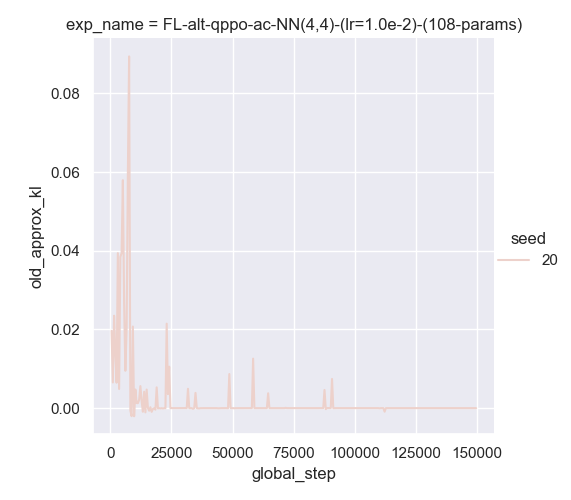 exp_name = FL-alt-qppo-ac-NN(4,4)-(lr=1.0e-2)-(108-params)
0.08
0.06
0.04
0.02
0.00
old_approx_kl
seed
20
0 25000 50000 75000 100000 125000 150000
global_step